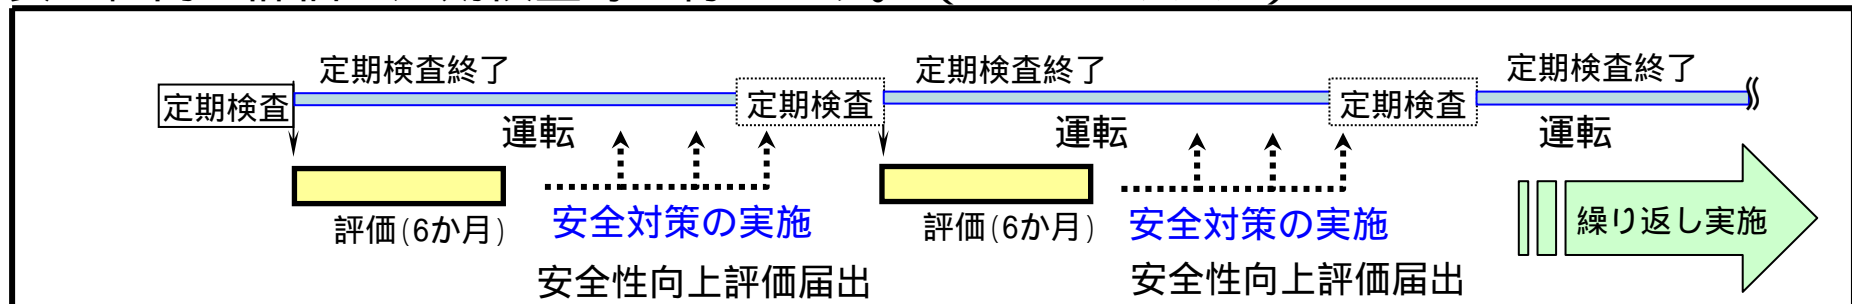 定期検査終了
定期検査終了
定期検査終了
定期検査
定期検査
定期検査
運転
運転
運転
評価(6か月)
安全対策の実施
評価(6か月)
安全対策の実施
繰り返し実施
安全性向上評価届出
安全性向上評価届出